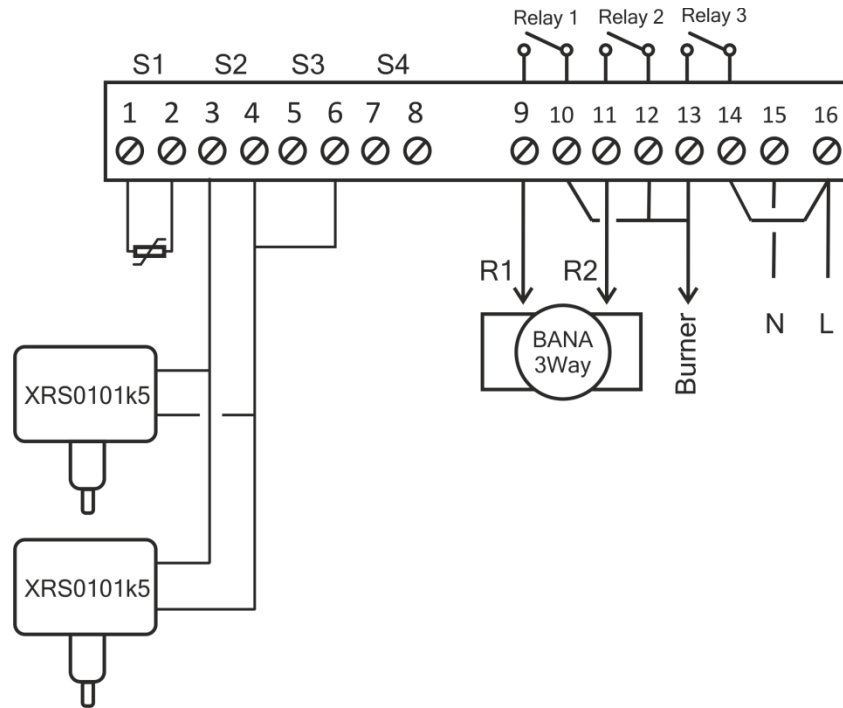 Relay 1 Relay 2 Relay 3
S1 S2 S3 S4
1 2 3 4 5 6 7 8 9 10 11 12 13 14 15 16
R1 R2
BANA
3Way
Burner
N L
XRS0101k5
XRS0101k5